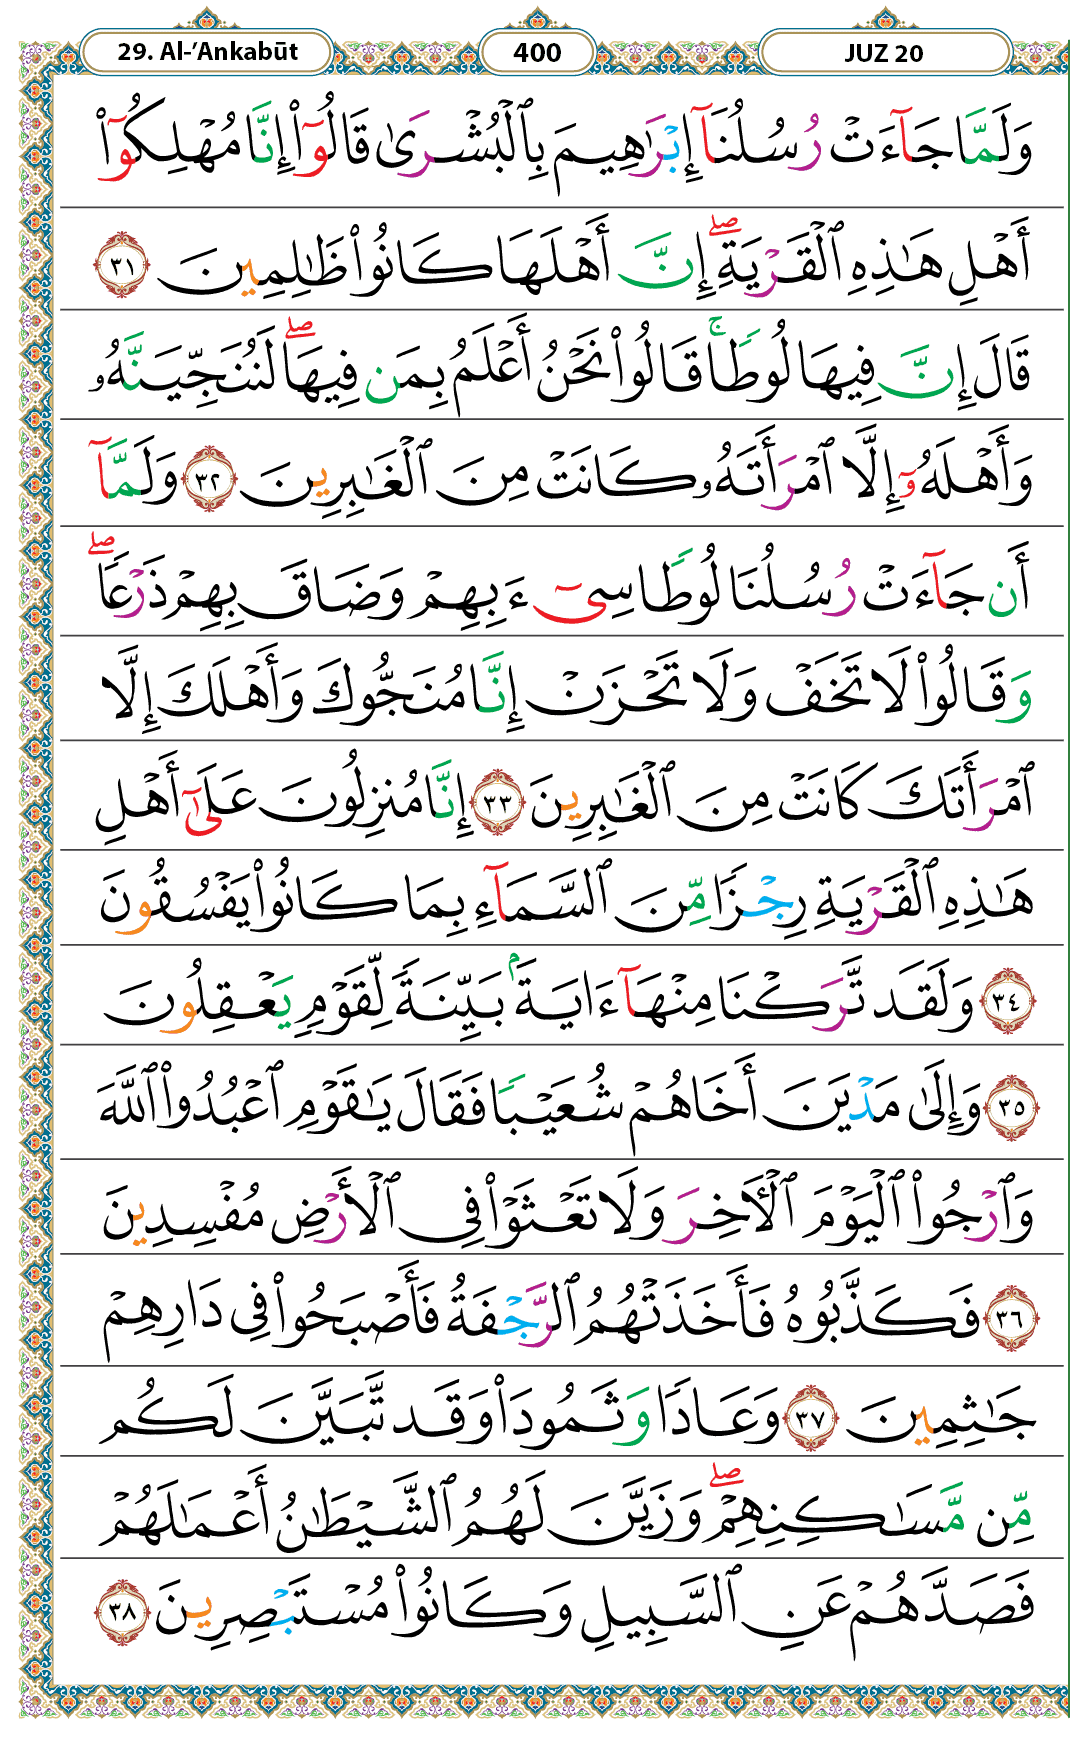 29. Al-’Ankabūt 400 JUZ 20
وَلَمَّا جَآءَتْ رُسُلُنَآ إِبْرَٰهِيمَ بِٱلْبُشْرَىٰ قَالُوٓا۟ إِنَّا مُهْلِكُوٓا۟
أَهْلِ هَٰذِهِ ٱلْقَرْيَةِ ۖ إِنَّ أَهْلَهَا كَانُوا۟ ظَٰلِمِينَ ٣١
قَالَ إِنَّ فِيهَا لُوطًا ۚ قَالُوا۟ نَحْنُ أَعْلَمُ بِمَن فِيهَا ۖ لَنُنَجِّيَنَّهُۥ
وَأَهْلَهُۥٓ إِلَّا ٱمْرَأَتَهُۥ كَانَتْ مِنَ ٱلْغَٰبِرِينَ ٣٢ وَلَمَّآ
أَن جَآءَتْ رُسُلُنَا لُوطًا سِىٓءَ بِهِمْ وَضَاقَ بِهِمْ ذَرْعًا ۖ
وَقَالُوا۟ لَا تَخَفْ وَلَا تَحْزَنْ إِنَّا مُنَجُّوكَ وَأَهْلَكَ إِلَّا
ٱمْرَأَتَكَ كَانَتْ مِنَ ٱلْغَٰبِرِينَ ٣٣ إِنَّا مُنزِلُونَ عَلَىٰٓ أَهْلِ
هَٰذِهِ ٱلْقَرْيَةِ رِجْزًا مِّنَ ٱلسَّمَآءِ بِمَا كَانُوا۟ يَفْسُقُونَ
٣٤ وَلَقَد تَّرَكْنَا مِنْهَآ ءَايَةًۢ بَيِّنَةً لِّقَوْمٍ يَعْقِلُونَ
٣٥ وَإِلَىٰ مَدْيَنَ أَخَاهُمْ شُعَيْبًا فَقَالَ يَٰقَوْمِ ٱعْبُدُوا۟ ٱللَّهَ
وَٱرْجُوا۟ ٱلْيَوْمَ ٱلْـَٔاخِرَ وَلَا تَعْثَوْا۟ فِى ٱلْأَرْضِ مُفْسِدِينَ
٣٦ فَكَذَّبُوهُ فَأَخَذَتْهُمُ ٱلرَّجْفَةُ فَأَصْبَحُوا۟ فِى دَارِهِمْ
جَٰثِمِينَ ٣٧ وَعَادًا وَثَمُودَا۟ وَقَد تَّبَيَّنَ لَكُم
مِّن مَّسَٰكِنِهِمْ ۖ وَزَيَّنَ لَهُمُ ٱلشَّيْطَٰنُ أَعْمَٰلَهُمْ
فَصَدَّهُمْ عَنِ ٱلسَّبِيلِ وَكَانُوا۟ مُسْتَبْصِرِينَ ٣٨